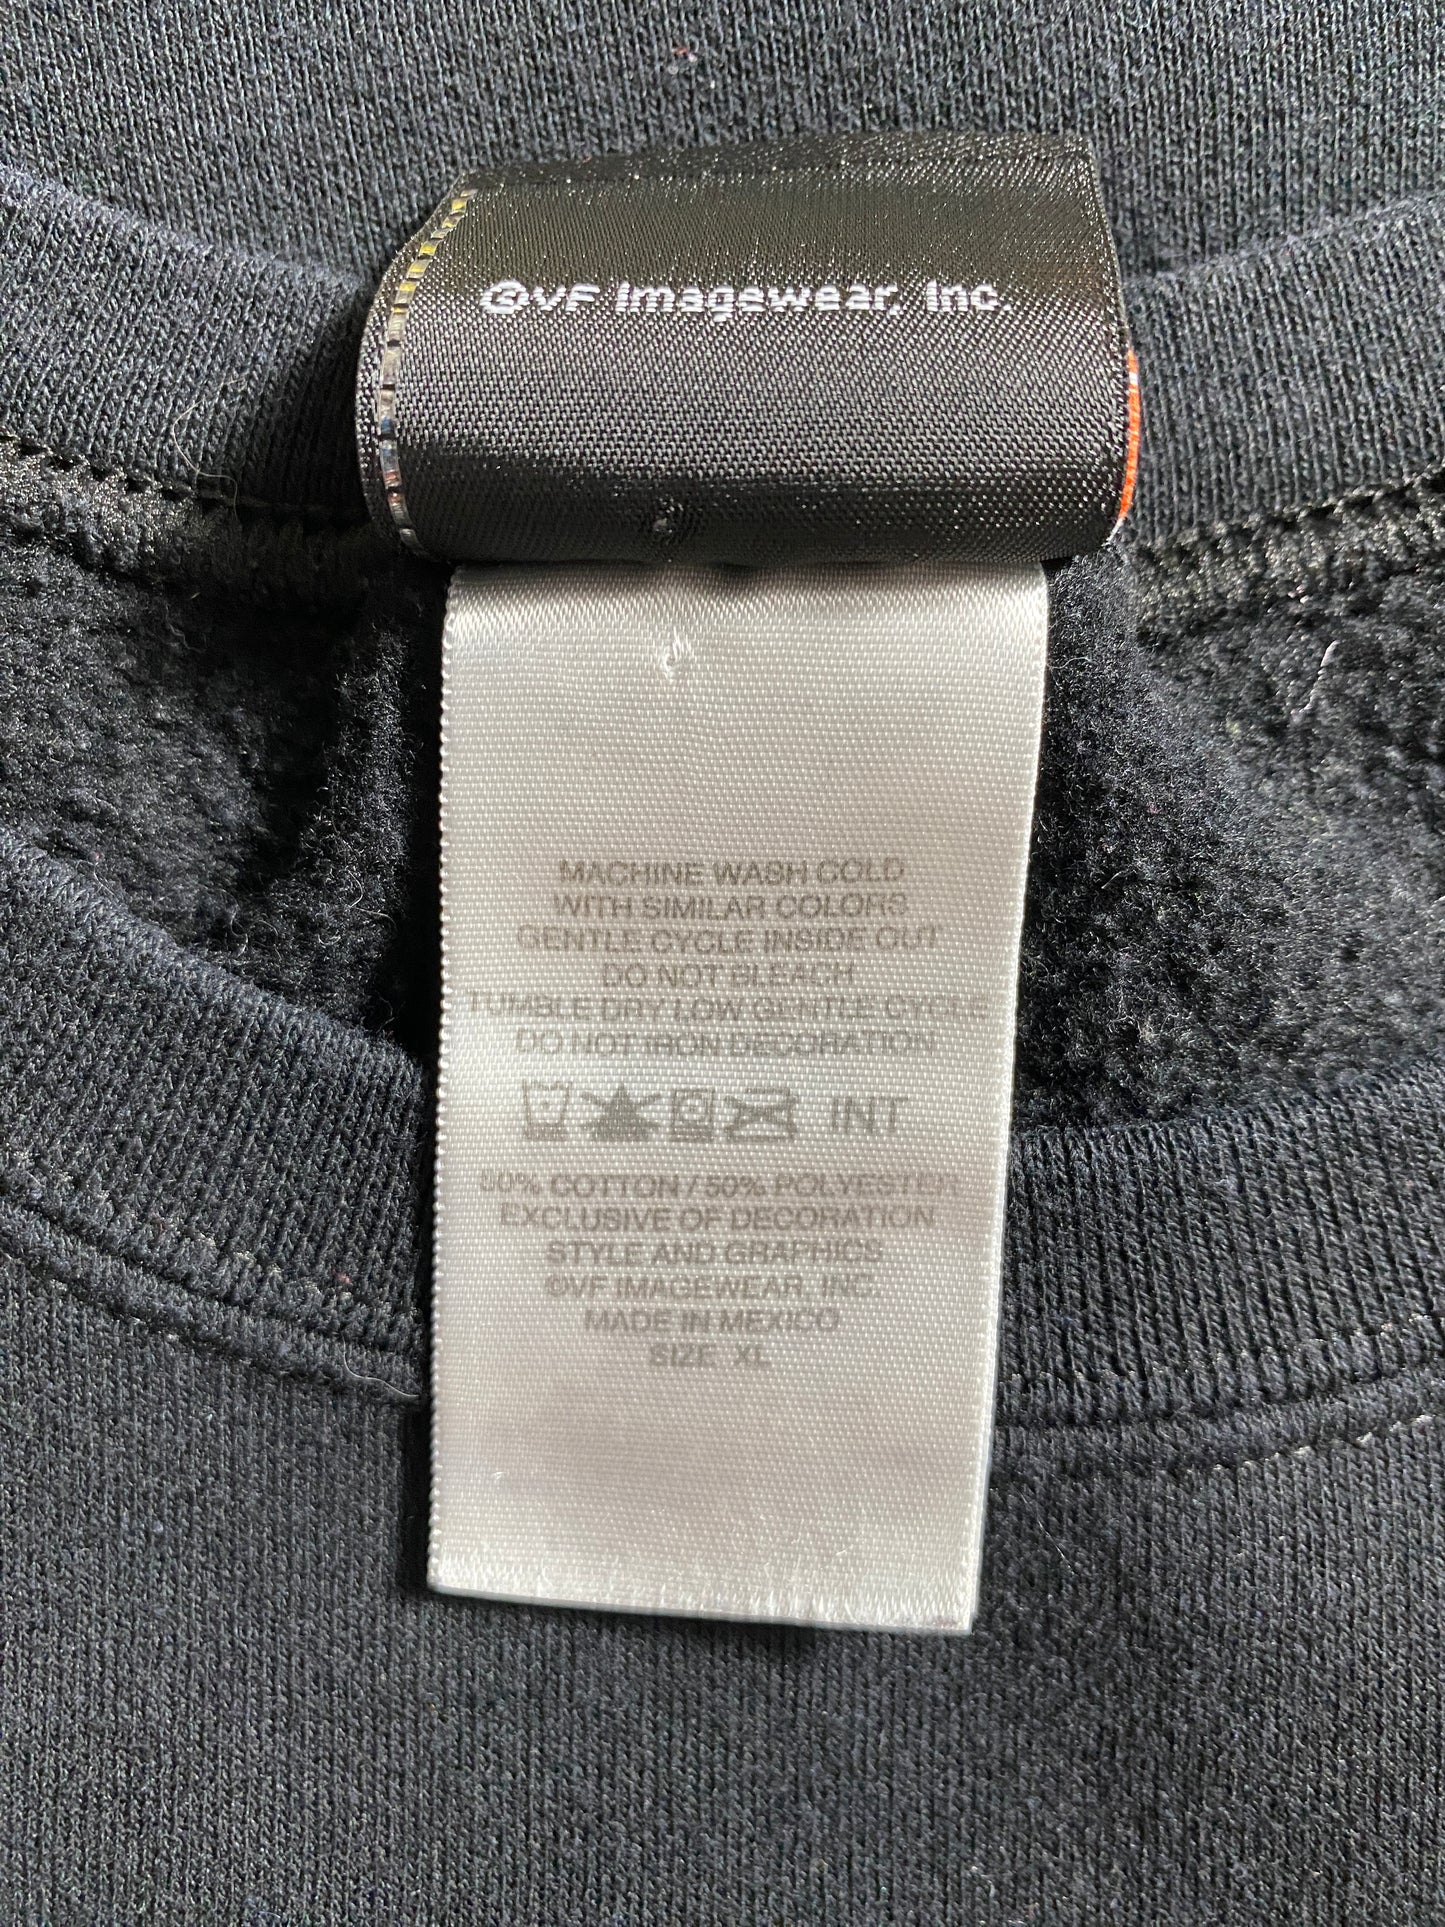 ©VF Imagewear, Inc.
MACHINE WASH COLD
WITH SIMILAR COLORS
GENTLE CYCLE INSIDE OUT
DO NOT BLEACH
TUMBLE DRY LOW GENTLE CYCLE
DO NOT IRON DECORATION
INT
50% COTTON / 50% POLYESTER
EXCLUSIVE OF DECORATION
STYLE AND GRAPHICS
©VF IMAGEWEAR, INC.
MADE IN MEXICO
SIZE XL